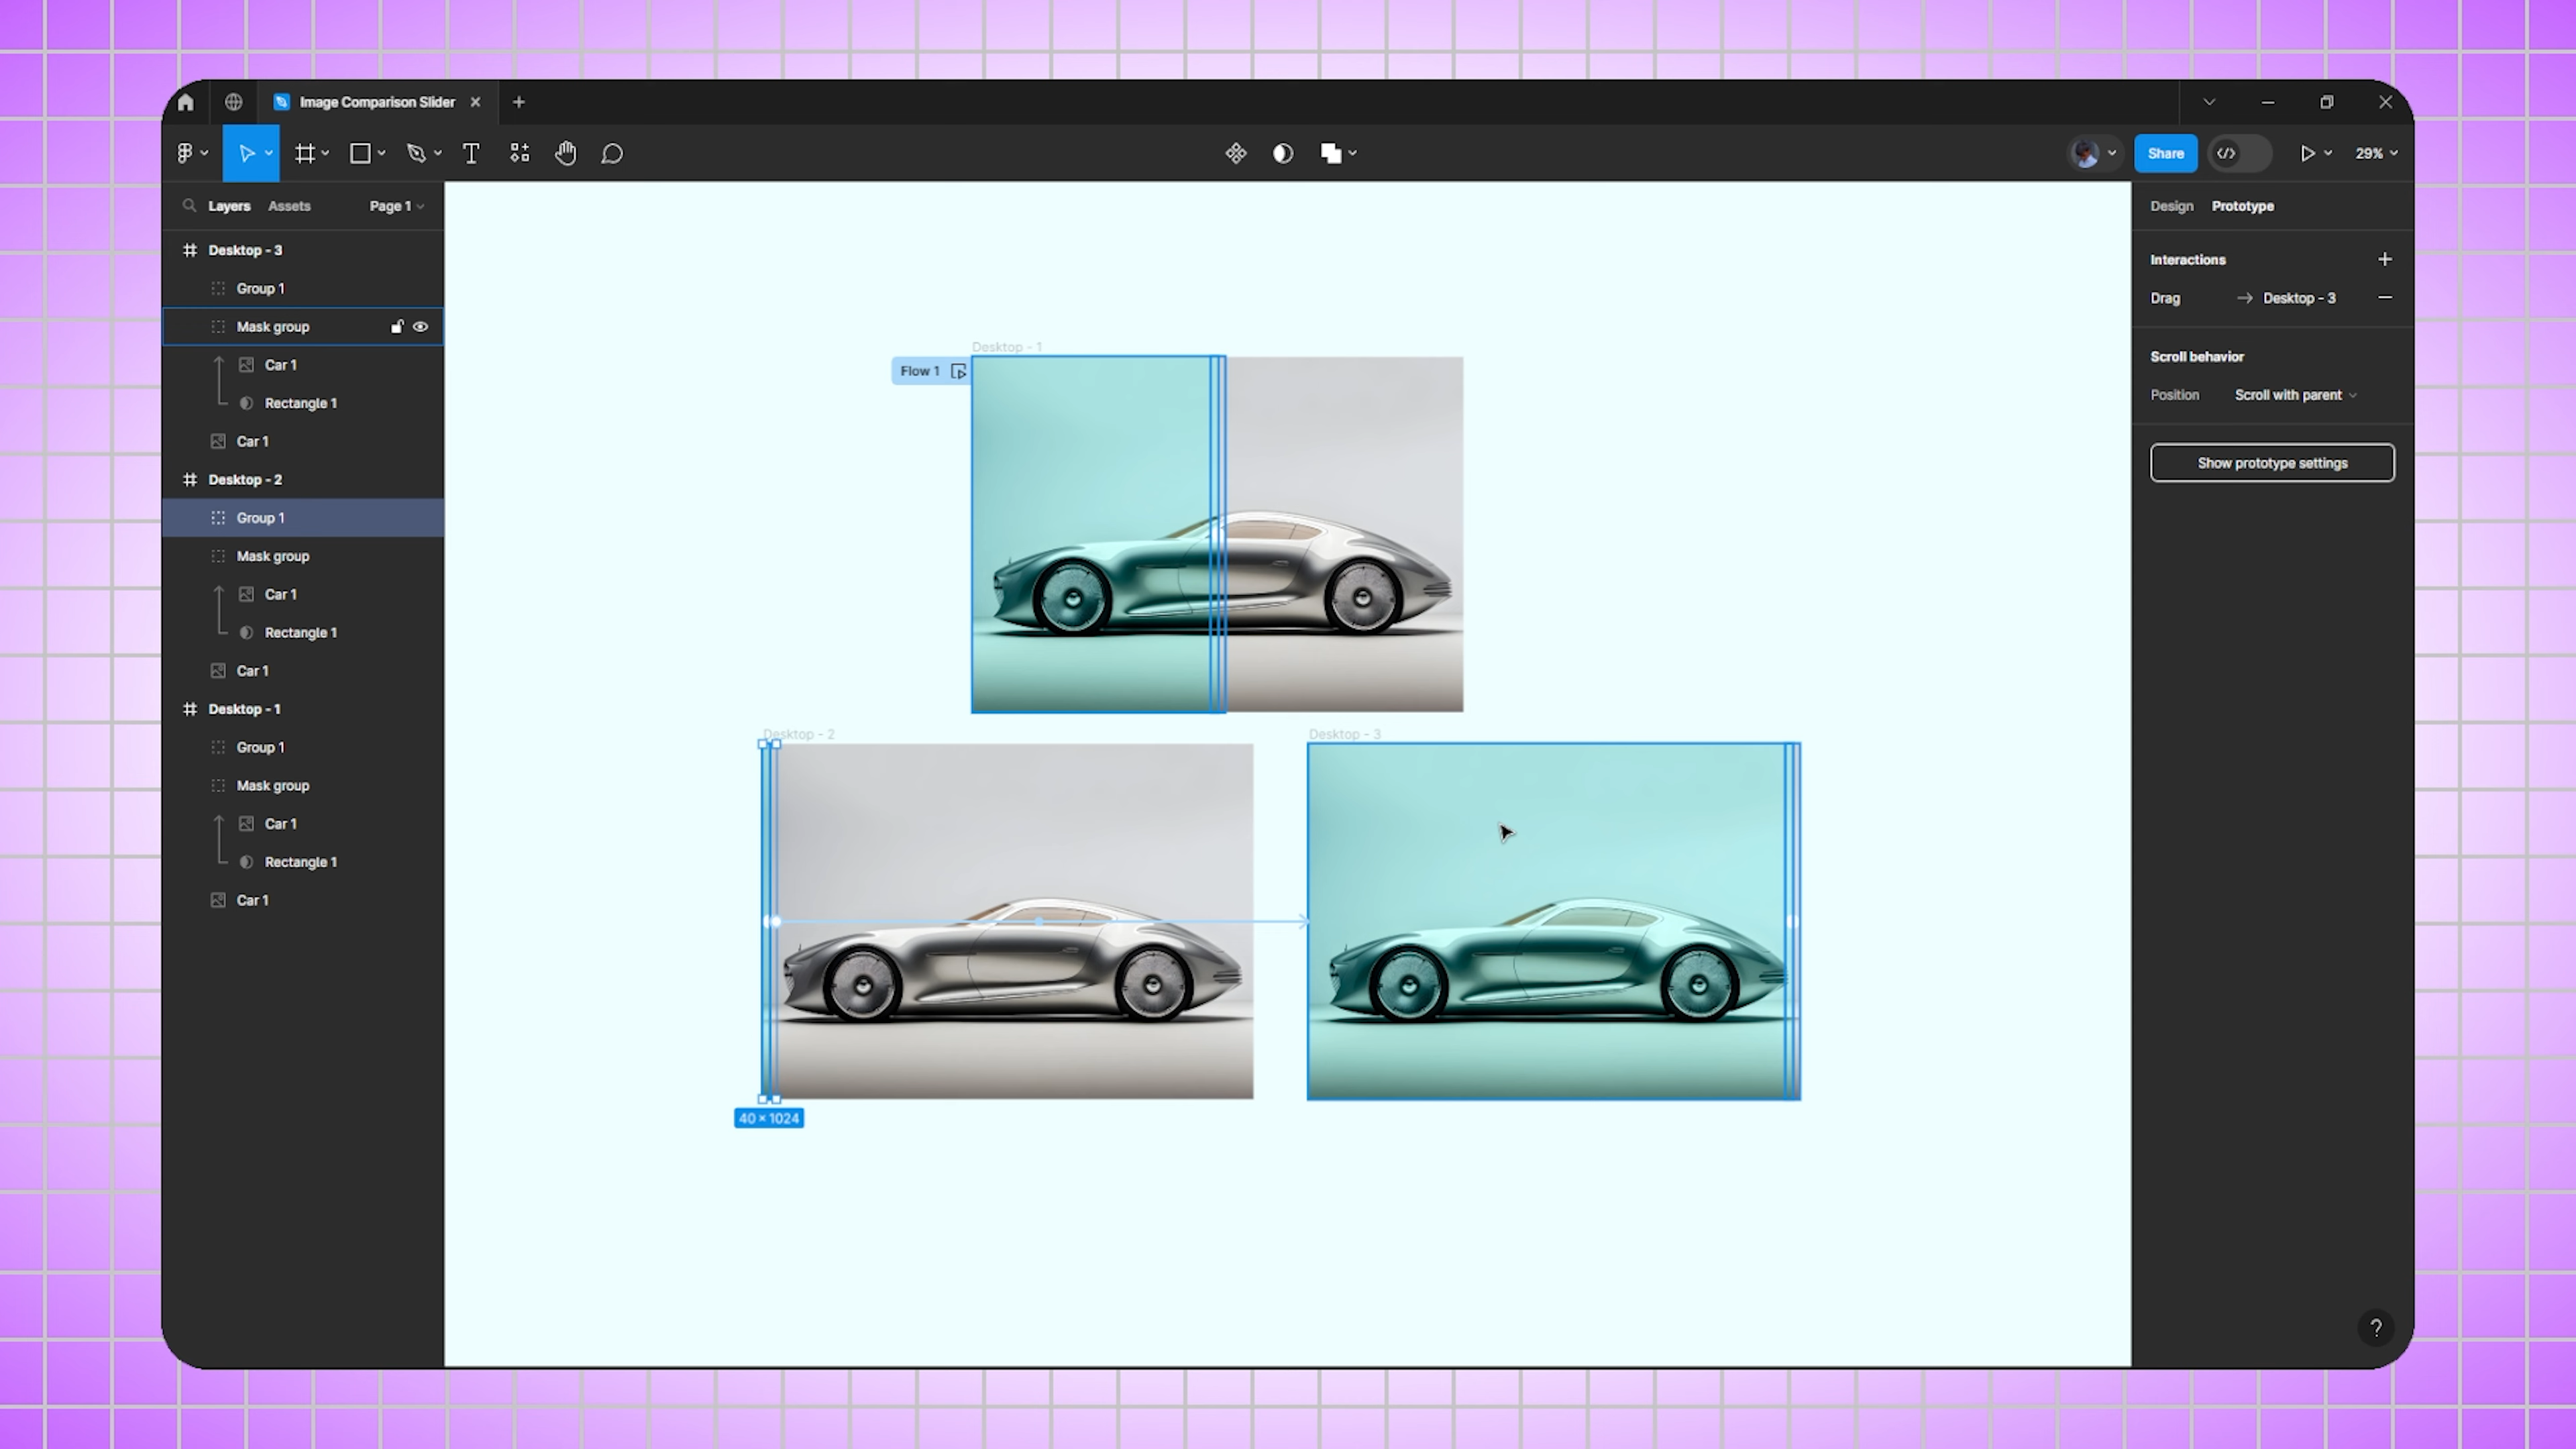 Image Comparison Slider
Share
29%
Layers
Assets
Page 1
Desktop - 3
Group 1
Mask group
Car 1
Rectangle 1
Car 1
Desktop - 2
Group 1
Mask group
Car 1
Rectangle 1
Car 1
Desktop - 1
Group 1
Mask group
Car 1
Rectangle 1
Car 1
Desktop - 1
Flow 1
Desktop - 2
Desktop - 3
40 × 1024
Design
Prototype
Interactions
Drag
Desktop - 3
Scroll behavior
Position
Scroll with parent
Show prototype settings
?